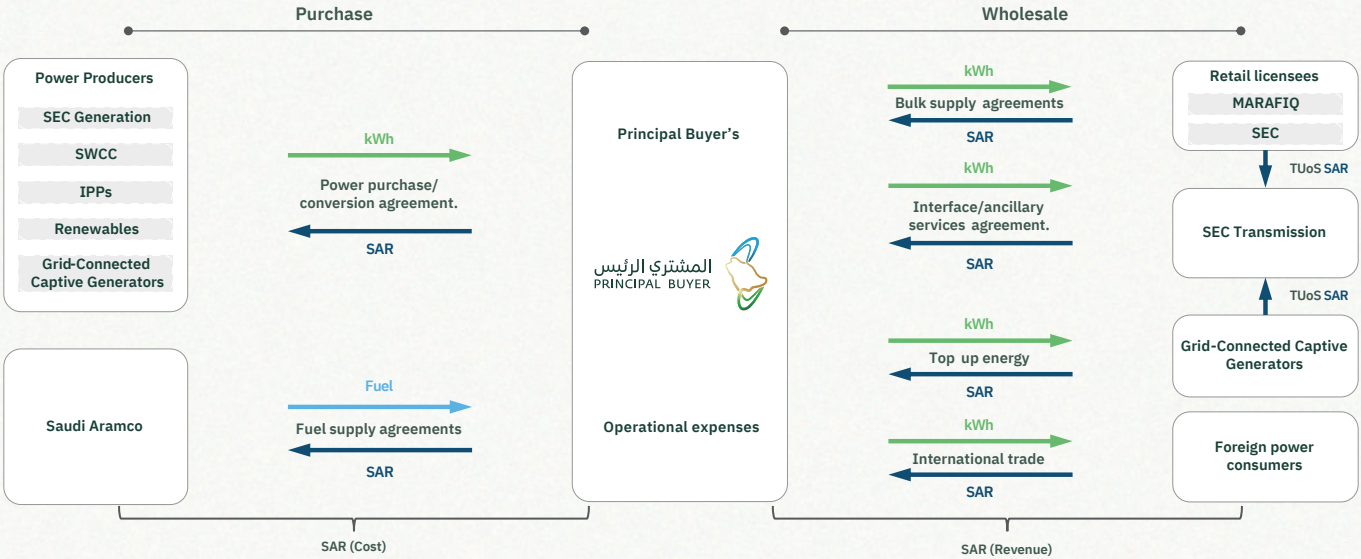 Purchase
Wholesale
Power Producers
SEC Generation
SWCC
IPPs
Renewables
Grid-Connected
Captive Generators
Saudi Aramco
kWh
Power purchase/
conversion agreement.
SAR
Fuel
Fuel supply agreements
SAR
Principal Buyer's
المشتري الرئيس
PRINCIPAL BUYER
Operational expenses
kWh
Bulk supply agreements
SAR
kWh
Interface/ancillary
services agreement.
SAR
kWh
Top up energy
SAR
kWh
International trade
SAR
Retail licensees
MARAFIQ
SEC
TUoS SAR
SEC Transmission
TUoS SAR
Grid-Connected Captive
Generators
Foreign power
consumers
SAR (Cost)
SAR (Revenue)